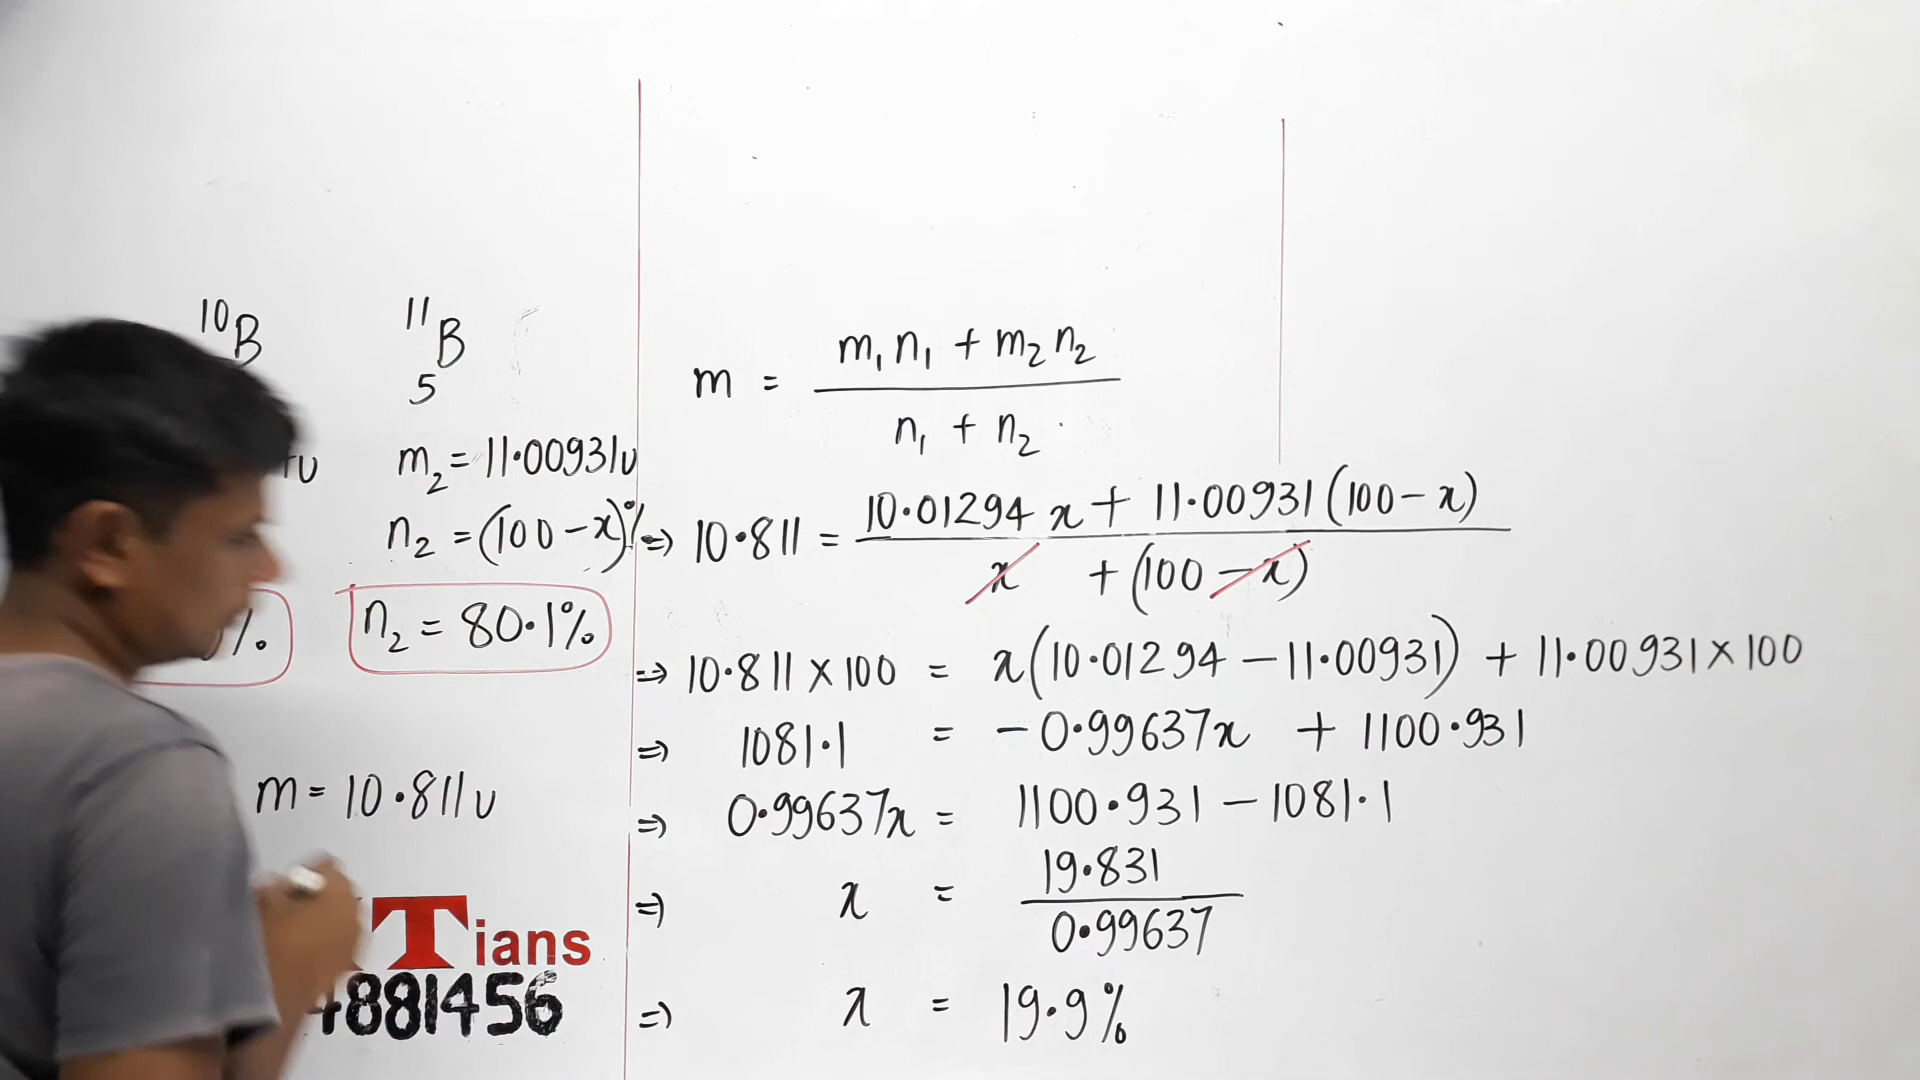 ¹⁰B ¹¹B
5
u m₂ = 11.00931u
n₂ = (100 − x)%
% n₂ = 80.1%
m = 10.811u
Tians
881456
m = (m₁n₁ + m₂n₂) / (n₁ + n₂)
⇒ 10.811 = (10.01294x + 11.00931(100 − x)) / (x + (100 − x))
⇒ 10.811 × 100 = x(10.01294 − 11.00931) + 11.00931 × 100
⇒ 1081.1 = −0.99637x + 1100.931
⇒ 0.99637x = 1100.931 − 1081.1
⇒ x = 19.831 / 0.99637
⇒ x = 19.9%